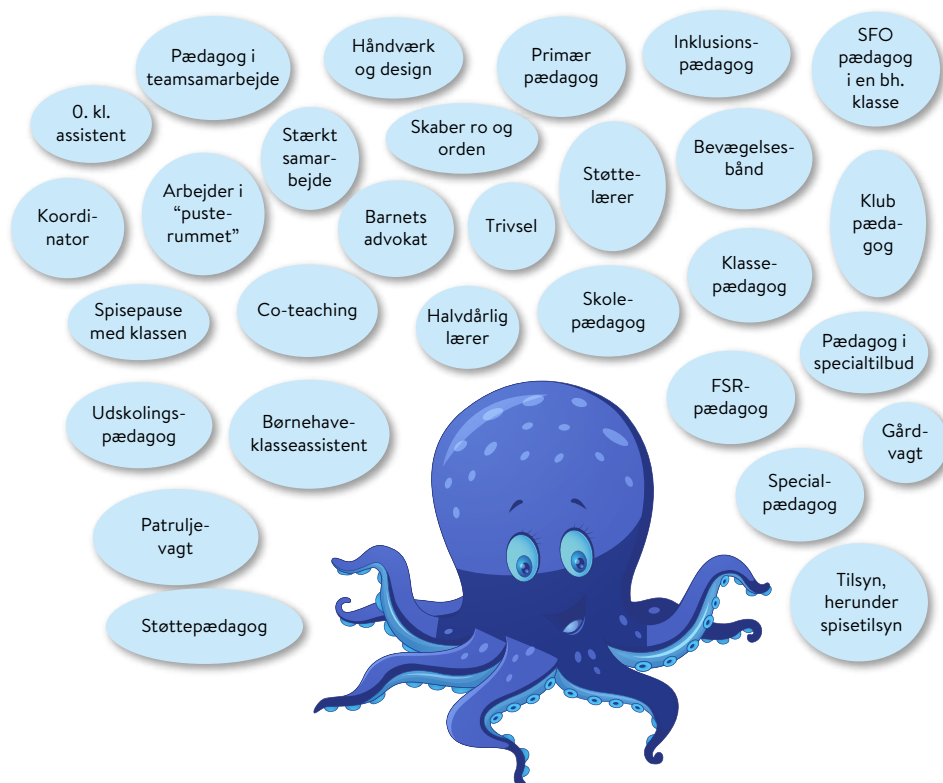 Pædagog i
teamsamarbejde
Håndværk
og design
Primær
pædagog
Inklusions-
pædagog
SFO
pædagog
i en bh.
klasse
0. kl.
assistent
Stærkt
samar-
bejde
Skaber ro og
orden
Støtte-
lærer
Bevægelses-
bånd
Koordi-
nator
Arbejder i
“puste-
rummet”
Barnets
advokat
Trivsel
Klub
pæda-
gog
Klasse-
pædagog
Spisepause
med klassen
Co-teaching
Halvdårlig
lærer
Skole-
pædagog
Pædagog i
specialtilbud
FSR-
pædagog
Udskolings-
pædagog
Børnehave-
klasseassistent
Gård-
vagt
Special-
pædagog
Patrulje-
vagt
Tilsyn,
herunder
spisetilsyn
Støttepædagog